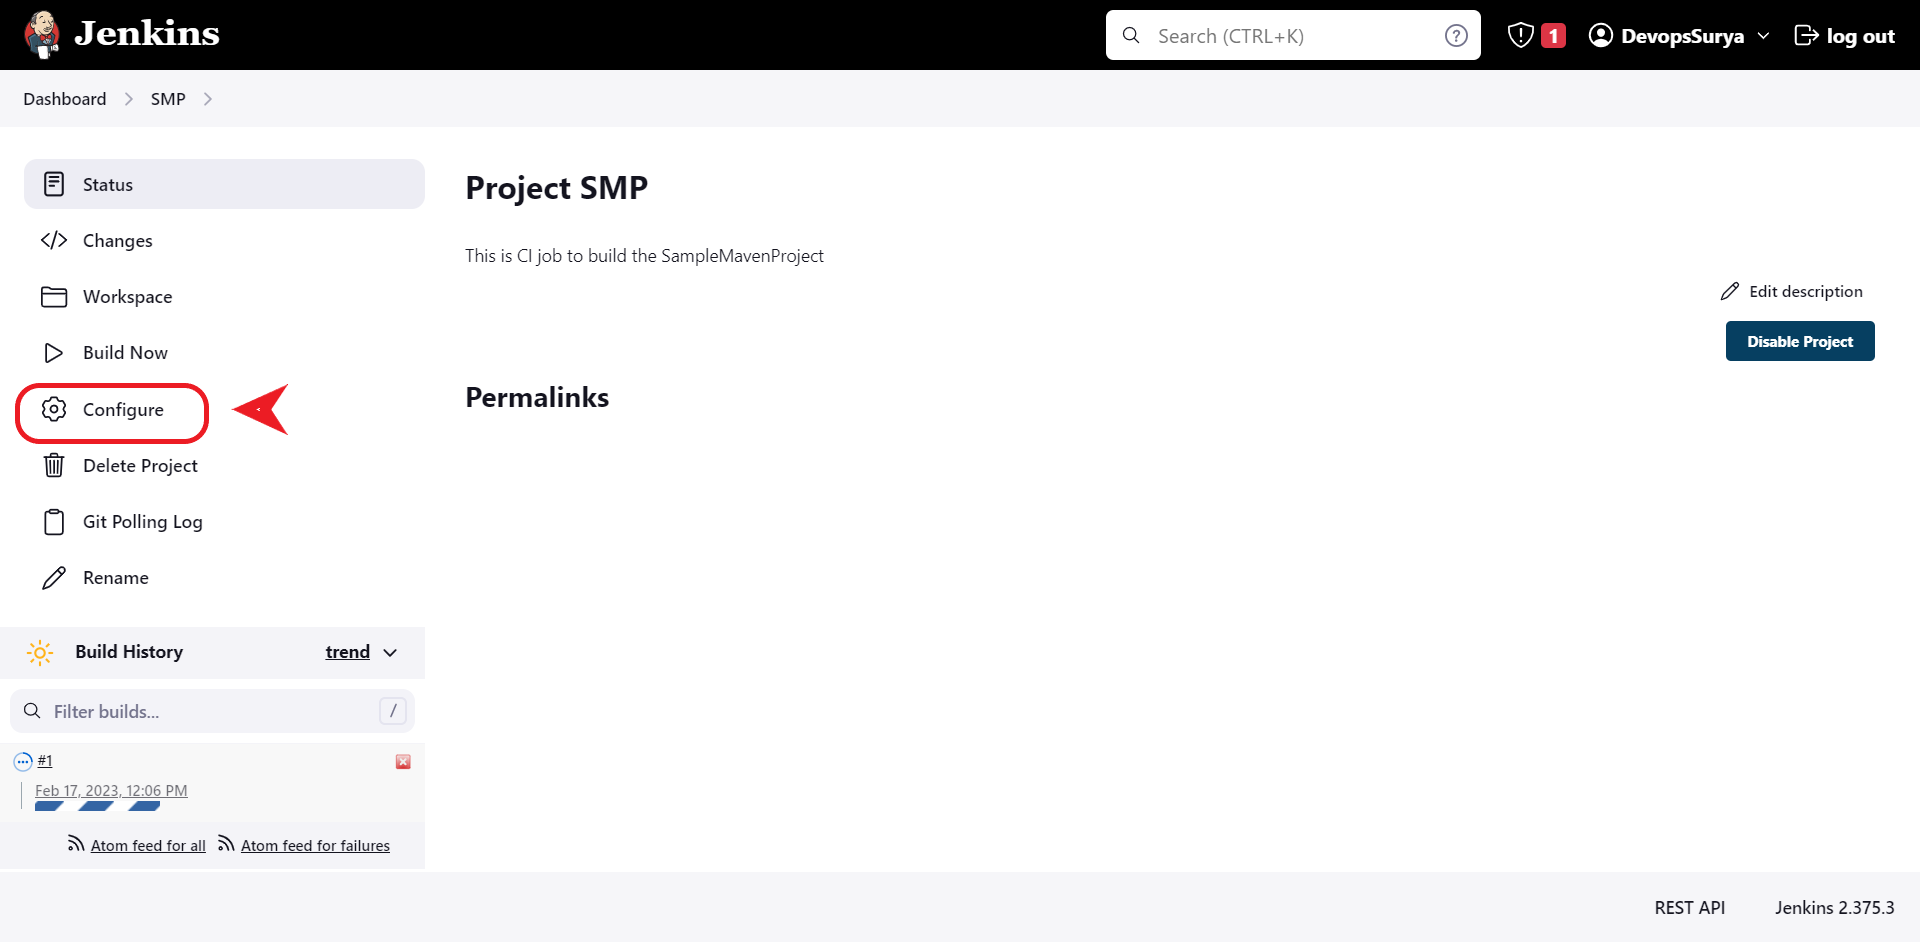 Jenkins
Search (CTRL+K)
?
1
DevopsSurya
log out
Dashboard
SMP
Status
Changes
Workspace
Build Now
Configure
Delete Project
Git Polling Log
Rename
Build History
trend
Filter builds...
/
#1
Feb 17, 2023, 12:06 PM
Atom feed for all
Atom feed for failures
Project SMP
This is CI job to build the SampleMavenProject
Edit description
Disable Project
Permalinks
REST API
Jenkins 2.375.3